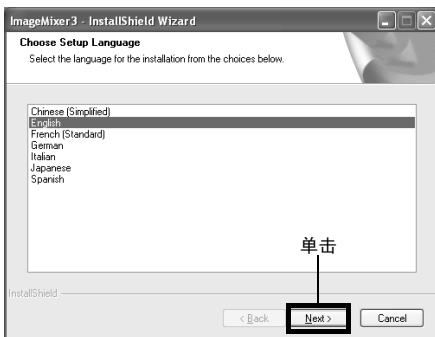 ImageMixer3 - InstallShield Wizard
Choose Setup Language
Select the language for the installation from the choices below.
Chinese (Simplified)
English
French (Standard)
German
Italian
Japanese
Spanish
单击
InstallShield
< Back
Next >
Cancel